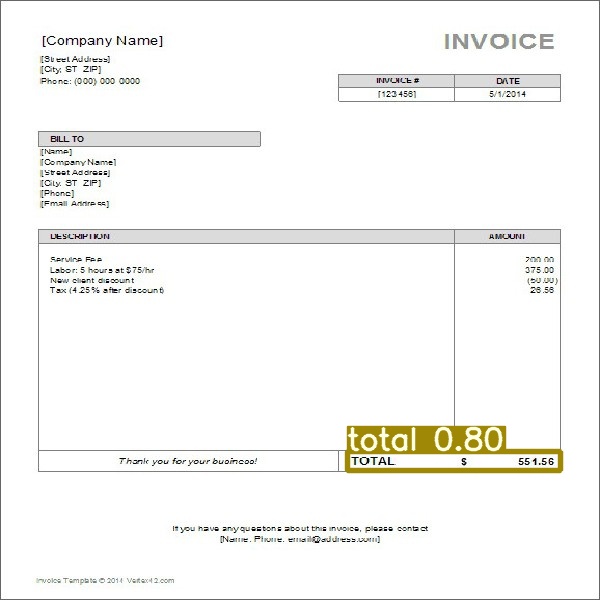 [Company Name]
INVOICE
[Street Address]
[City, ST  ZIP]
Phone: (000) 000-0000
INVOICE # DATE
[123456] 5/1/2014
BILL TO
[Name]
[Company Name]
[Street Address]
[City, ST  ZIP]
[Phone]
[Email Address]
DESCRIPTION AMOUNT
Service Fee 200.00
Labor: 5 hours at $75/hr 375.00
New client discount (50.00)
Tax (4.25% after discount) 26.56
total 0.80
Thank you for your business! TOTAL $ 551.56
If you have any questions about this invoice, please contact
[Name, Phone, email@address.com]
Invoice Template © 2014 Vertex42.com